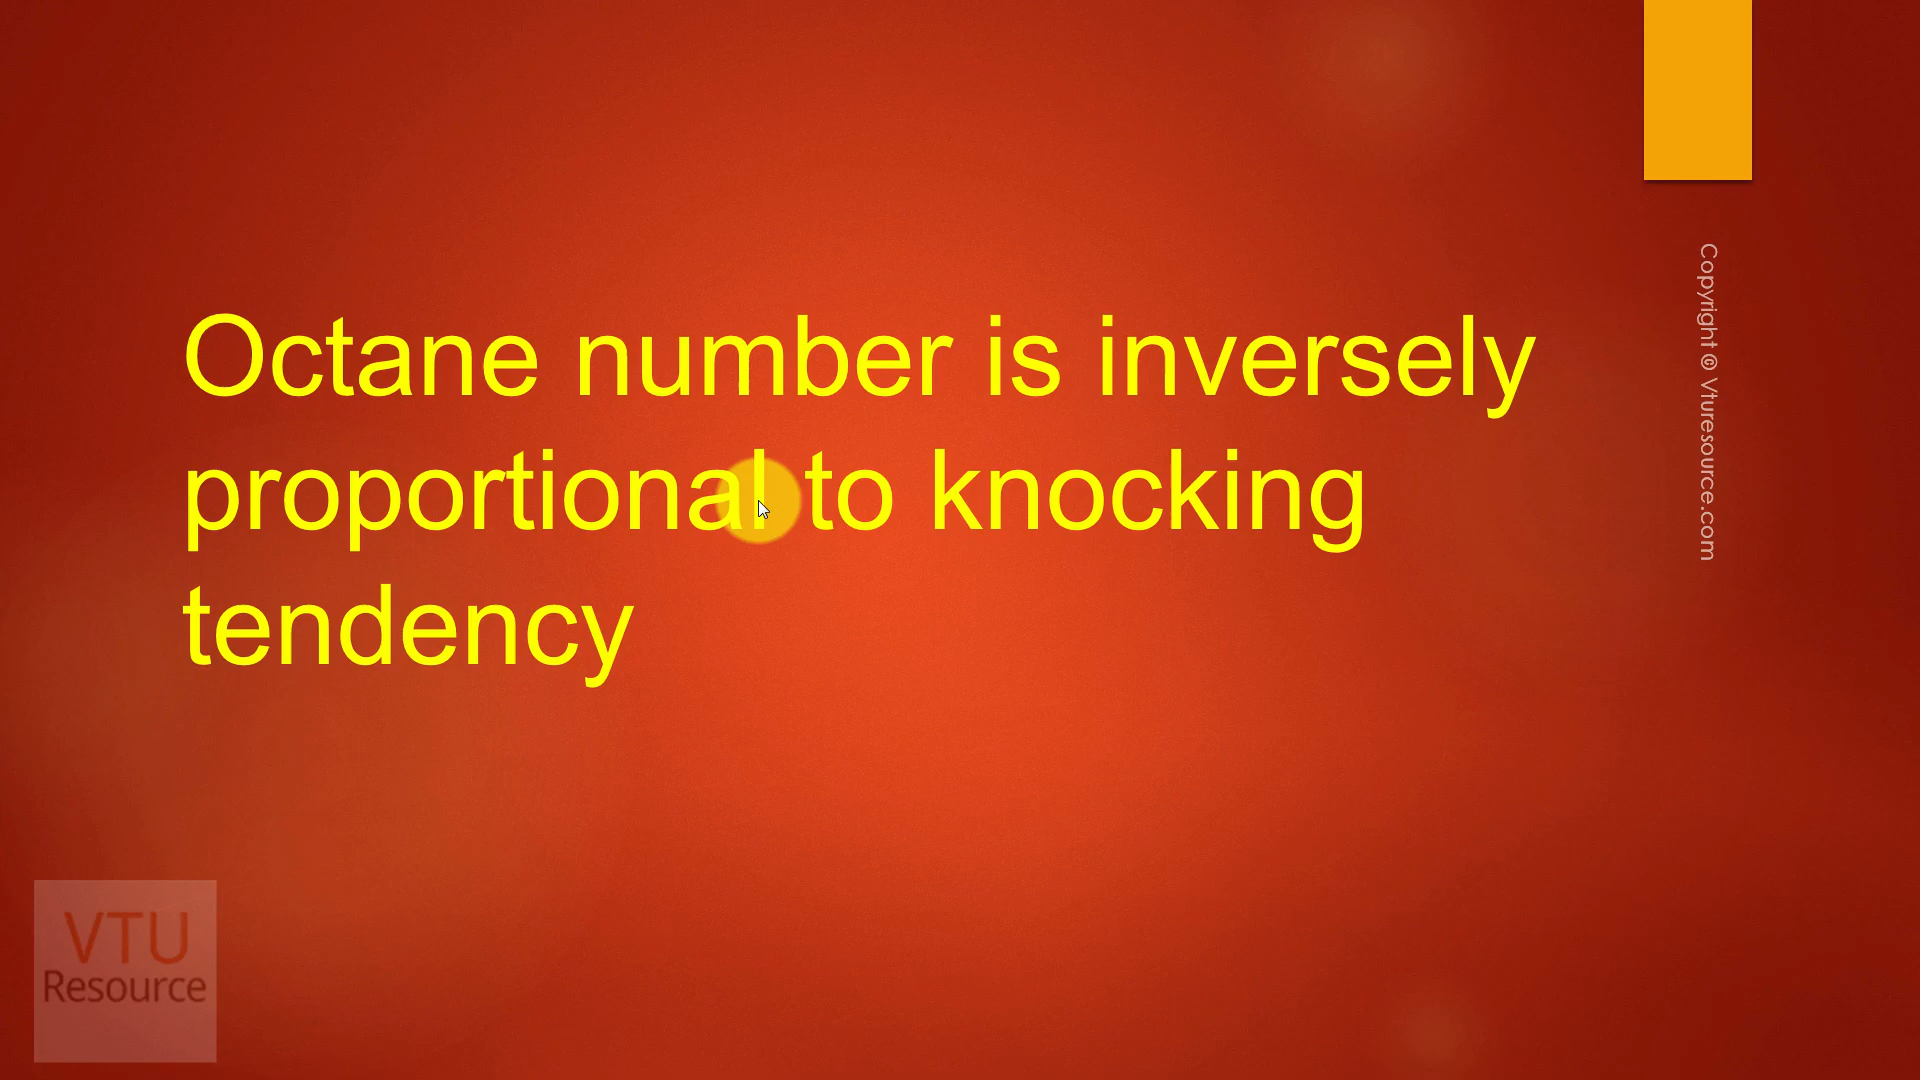 Octane number is inversely
proportional to knocking
tendency
Copyright © Vturesource.com
VTU
Resource